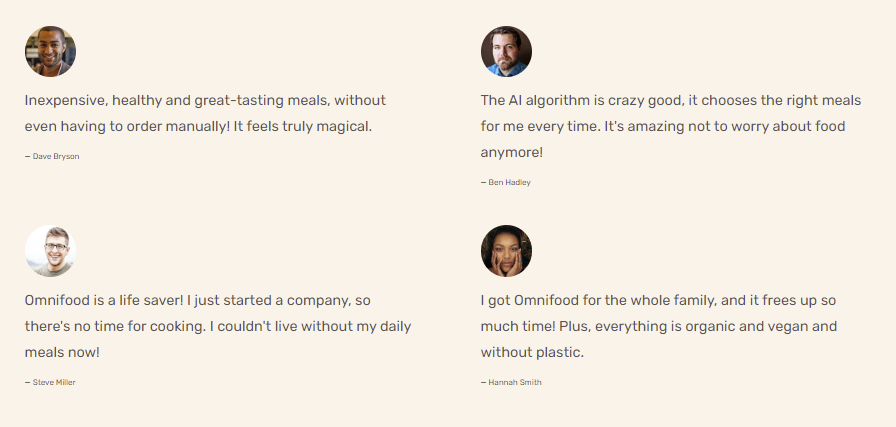 Inexpensive, healthy and great-tasting meals, without
even having to order manually! It feels truly magical.
— Dave Bryson
The AI algorithm is crazy good, it chooses the right meals
for me every time. It's amazing not to worry about food
anymore!
— Ben Hadley
Omnifood is a life saver! I just started a company, so
there's no time for cooking. I couldn't live without my daily
meals now!
— Steve Miller
I got Omnifood for the whole family, and it frees up so
much time! Plus, everything is organic and vegan and
without plastic.
— Hannah Smith